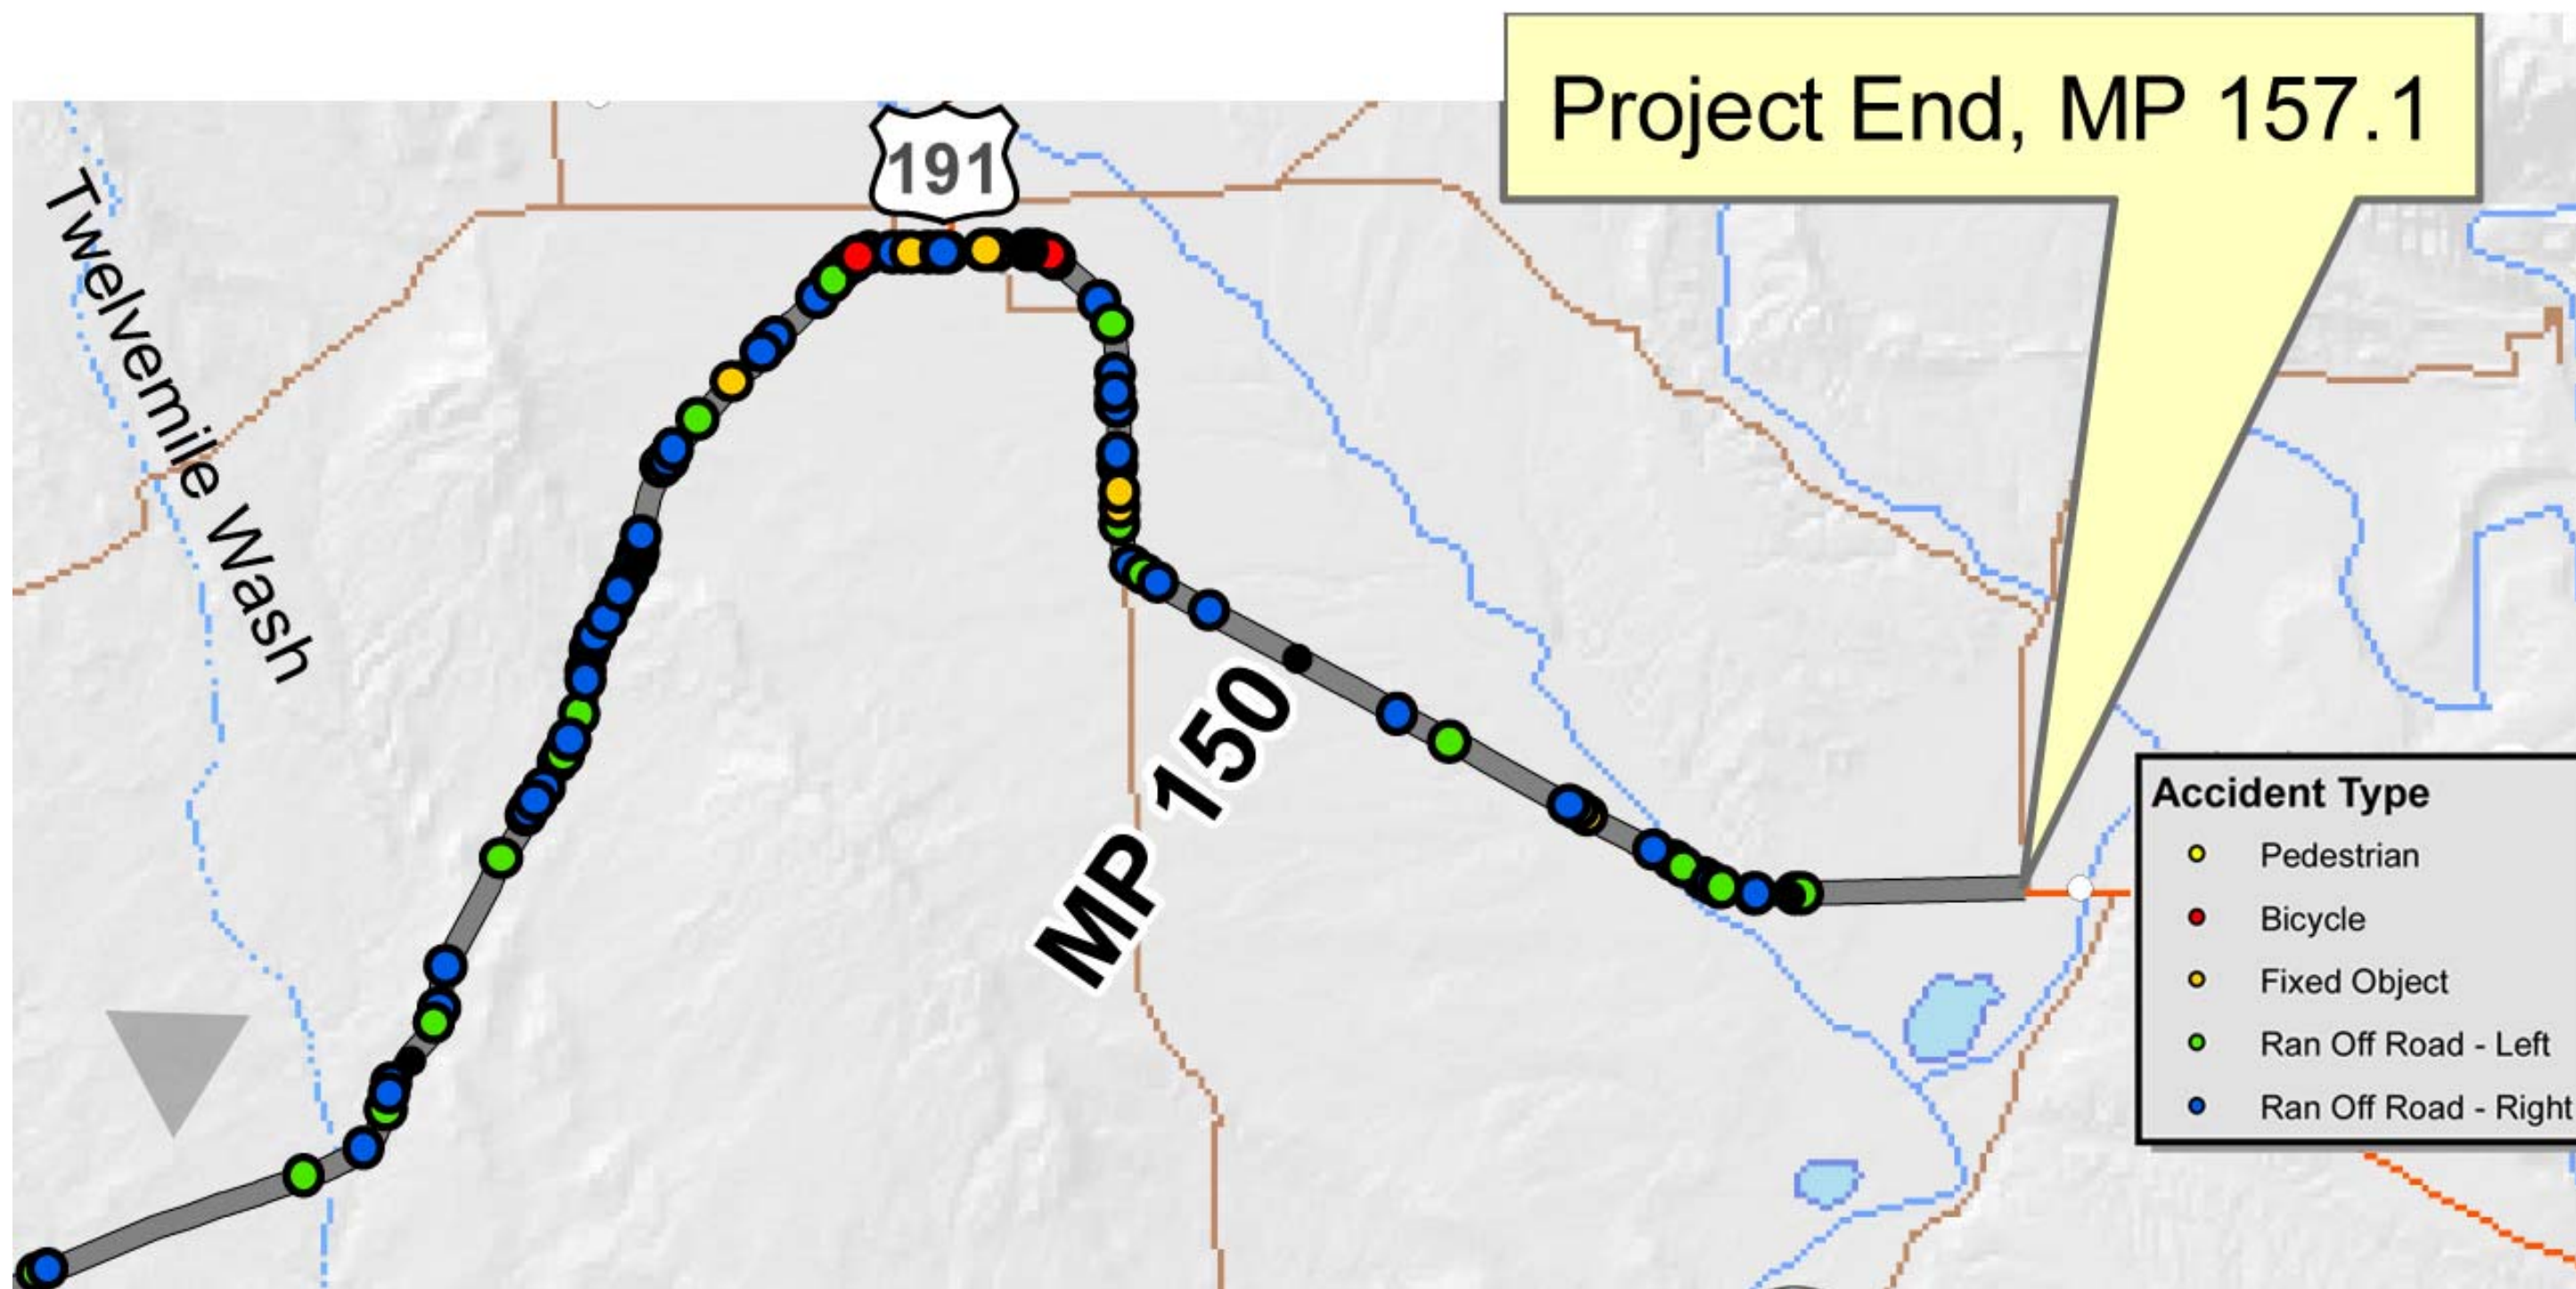 Project End, MP 157.1
191
Twelvemile Wash
MP 150
Accident Type
Pedestrian
Bicycle
Fixed Object
Ran Off Road - Left
Ran Off Road - Right